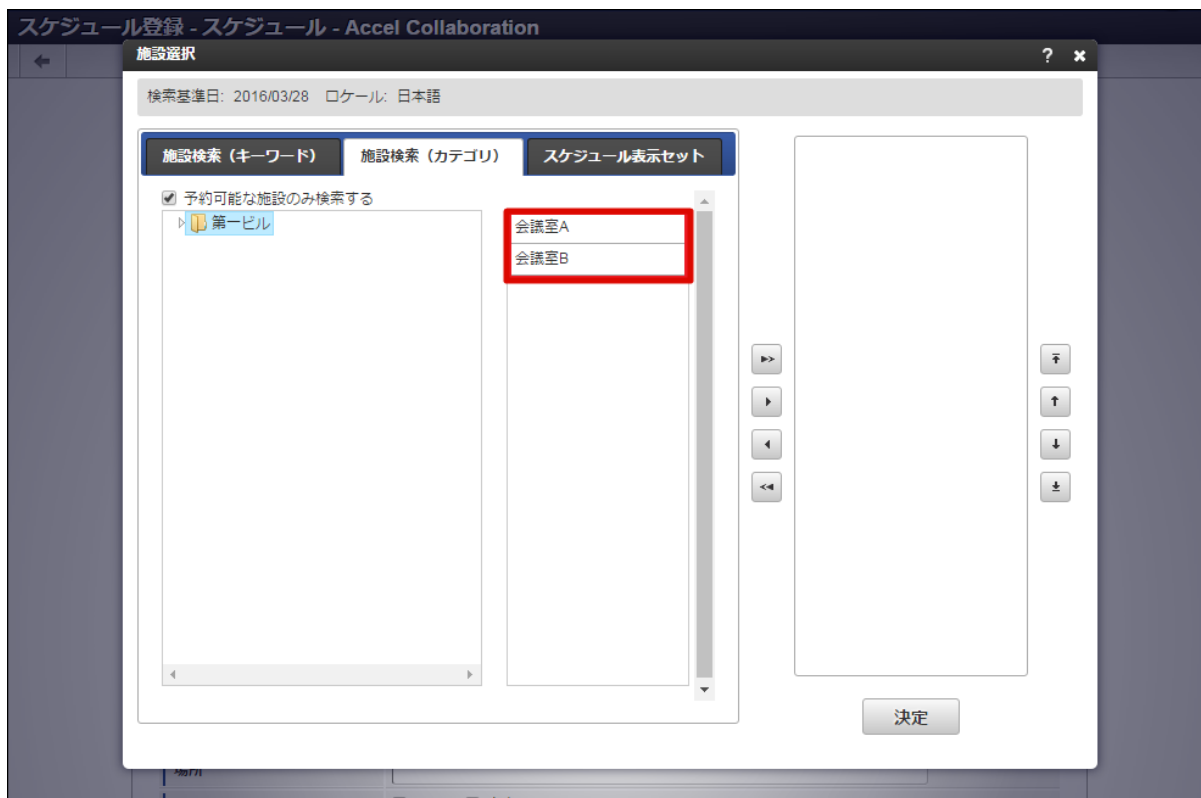 スケジュール登録 - スケジュール - Accel Collaboration
施設選択
検索基準日: 2016/03/28 ロケール: 日本語
施設検索（キーワード） 施設検索（カテゴリ） スケジュール表示セット
予約可能な施設のみ検索する
第一ビル
会議室A
会議室B
決定
場所